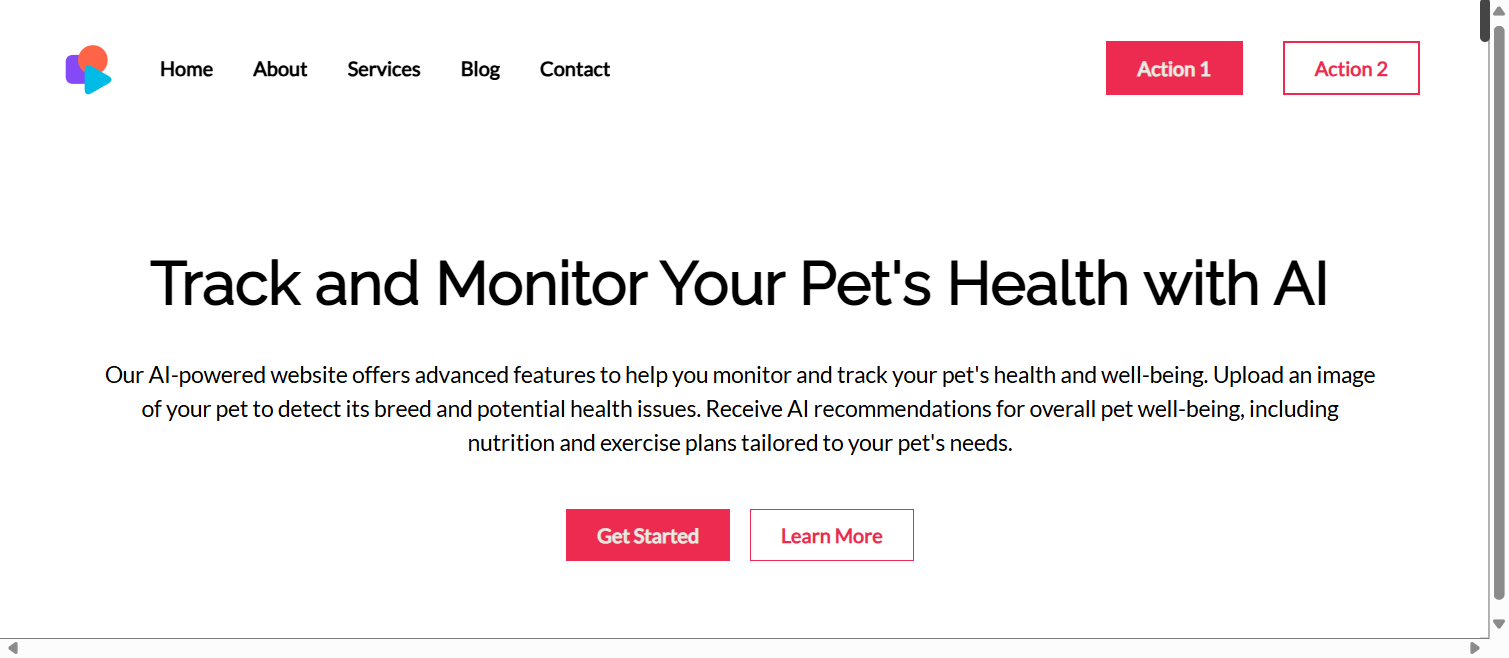 Home About Services Blog Contact Action 1 Action 2
Track and Monitor Your Pet's Health with AI
Our AI-powered website offers advanced features to help you monitor and track your pet's health and well-being. Upload an image
of your pet to detect its breed and potential health issues. Receive AI recommendations for overall pet well-being, including
nutrition and exercise plans tailored to your pet's needs.
Get Started Learn More